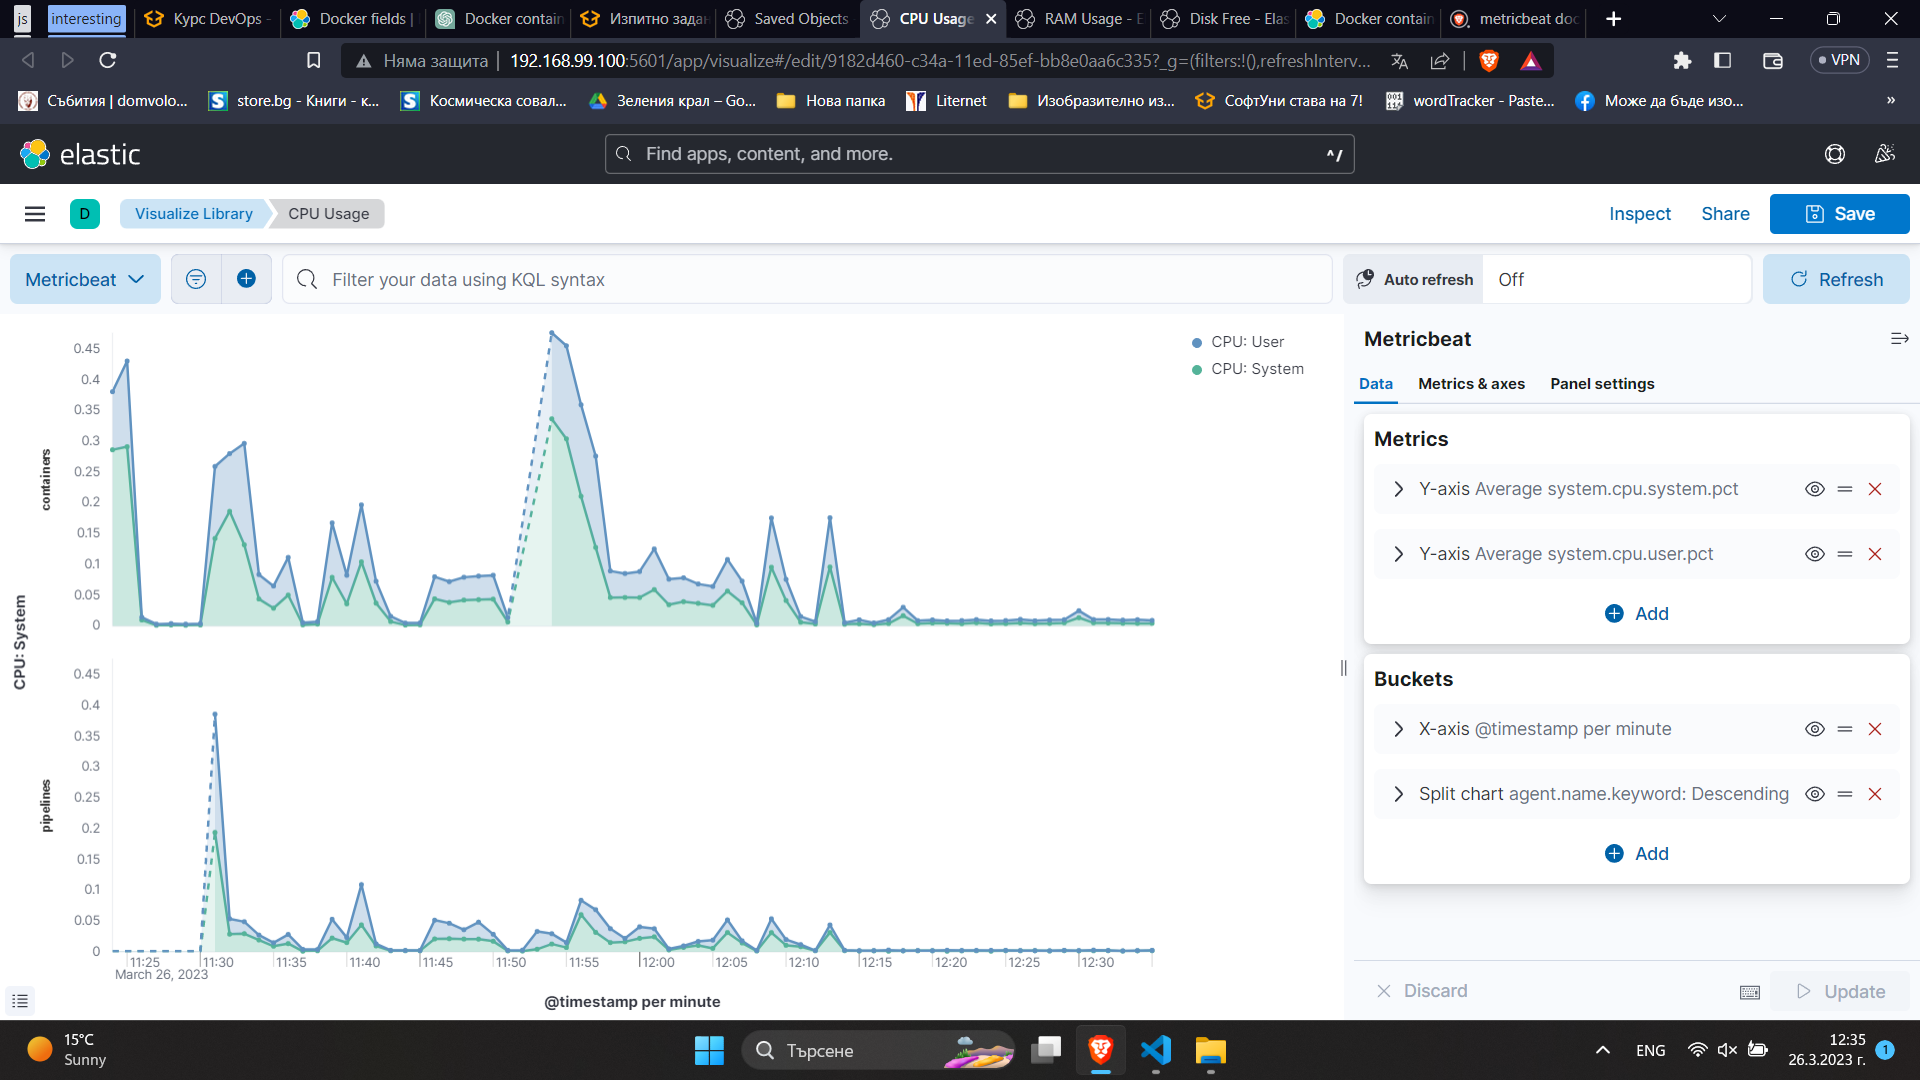 js
interesting
Курс DevOps -
Docker fields |
Docker contain
Изпитно задан
Saved Objects
CPU Usage
RAM Usage - E
Disk Free - Elas
Docker contain
metricbeat doc
Няма защита
192.168.99.100:5601/app/visualize#/edit/9182d460-c34a-11ed-85ef-bb8e0aa6c335?_g=(filters:!(),refreshInterv...
VPN
Събития | domvolo...
store.bg - Книги - к...
Космическа совал...
Зеления крал – Go...
Нова папка
Liternet
Изобразително из...
СофтУни става на 7!
wordTracker - Paste...
Може да бъде изо...
»
elastic
Find apps, content, and more.
^/
D
Visualize Library
CPU Usage
Inspect
Share
Save
Metricbeat
Filter your data using KQL syntax
Auto refresh
Off
Refresh
CPU: System
containers
0.45
0.4
0.35
0.3
0.25
0.2
0.15
0.1
0.05
0
CPU: User
CPU: System
pipelines
0.45
0.4
0.35
0.3
0.25
0.2
0.15
0.1
0.05
0
11:25
11:30
11:35
11:40
11:45
11:50
11:55
12:00
12:05
12:10
12:15
12:20
12:25
12:30
March 26, 2023
@timestamp per minute
Metricbeat
Data
Metrics & axes
Panel settings
Metrics
Y-axis Average system.cpu.system.pct
Y-axis Average system.cpu.user.pct
Add
Buckets
X-axis @timestamp per minute
Split chart agent.name.keyword: Descending
Add
Discard
Update
15°C
Sunny
Търсене
ENG
12:35
26.3.2023 г.
1